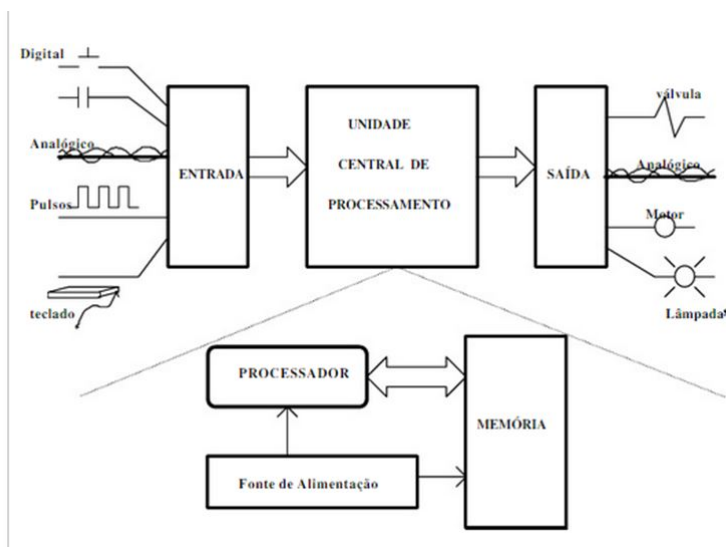 Digital
Analógico
Pulsos
teclado
ENTRADA
UNIDADE
CENTRAL DE
PROCESSAMENTO
SAÍDA
válvula
Analógico
Motor
Lâmpada
PROCESSADOR
MEMÓRIA
Fonte de Alimentação